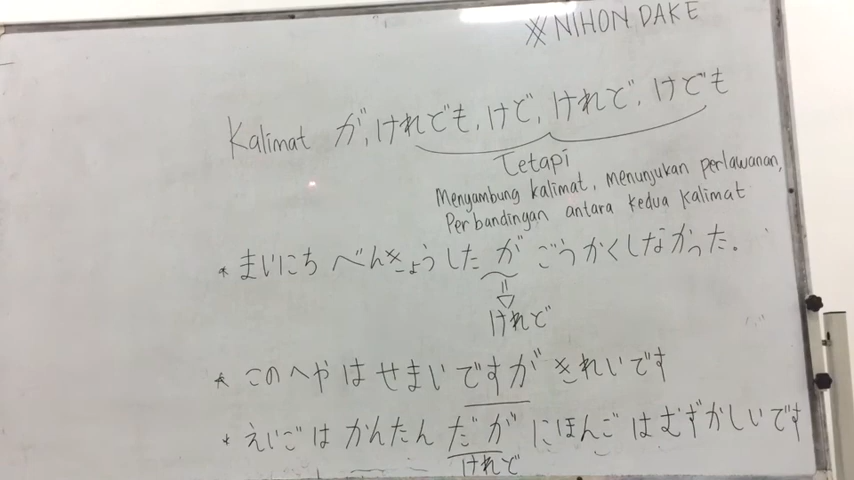 ※ NIHON DAKE
Kalimat が, けれども, けど, けれど, けども
Tetapi
Menyambung kalimat, menunjukan perlawanan,
Perbandingan antara kedua kalimat
* まいにち べんきょうした が ごうかくしなかった。
けれど
* このへや は せまいですが きれいです
* えいご は かんたん だが にほんご は むずかしいです
けれど